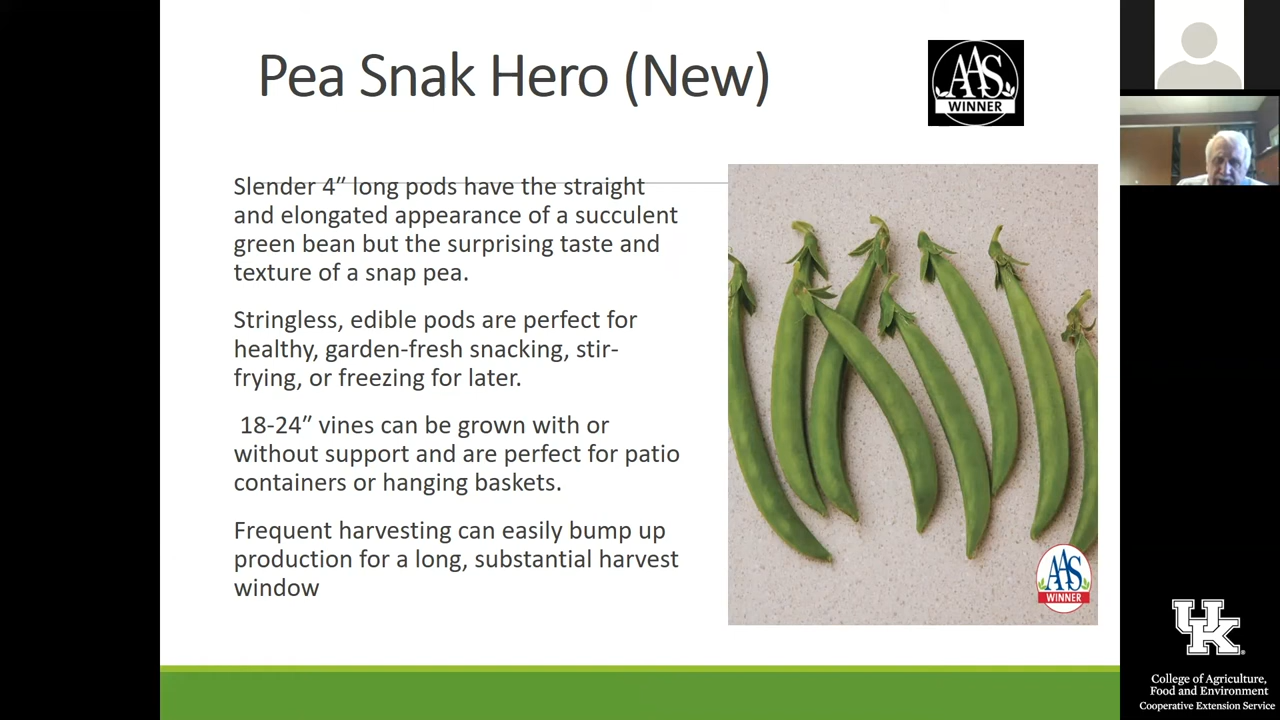 Pea Snak Hero (New)
AAS
WINNER
Slender 4” long pods have the straight
and elongated appearance of a succulent
green bean but the surprising taste and
texture of a snap pea.
Stringless, edible pods are perfect for
healthy, garden-fresh snacking, stir-
frying, or freezing for later.
18-24” vines can be grown with or
without support and are perfect for patio
containers or hanging baskets.
Frequent harvesting can easily bump up
production for a long, substantial harvest
window
AAS
WINNER
UK
College of Agriculture,
Food and Environment
Cooperative Extension Service